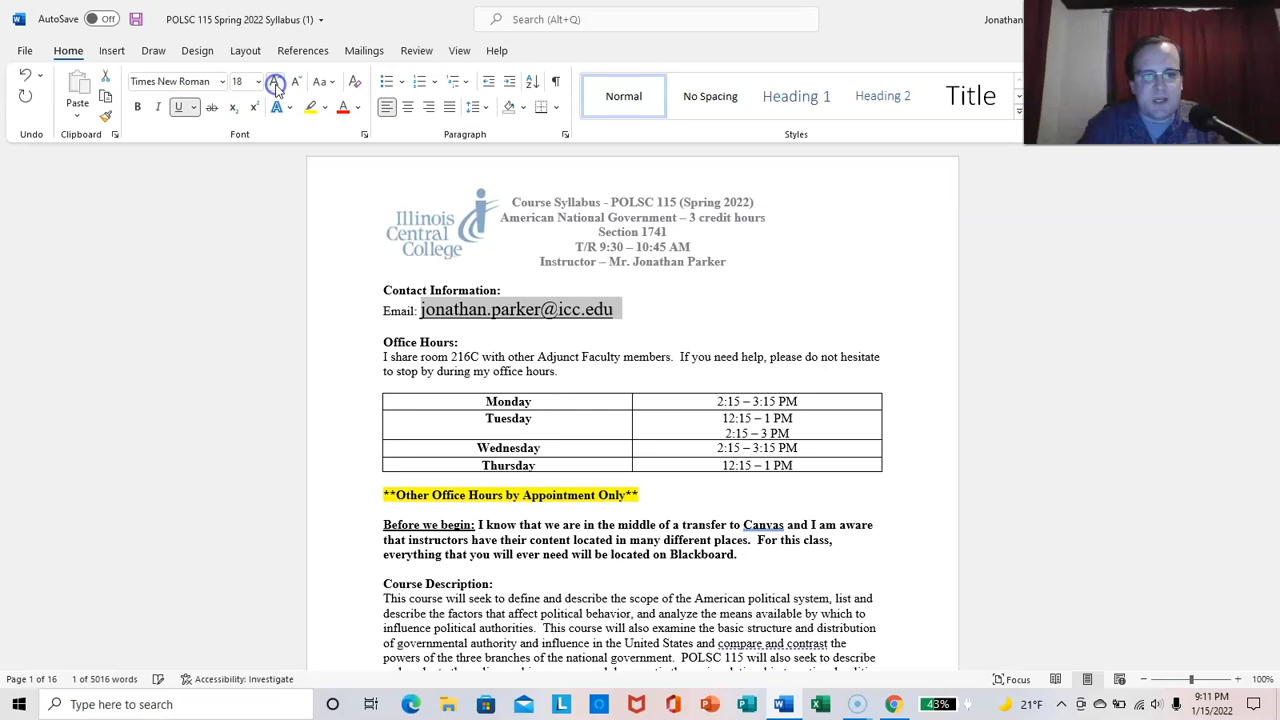 AutoSave Off POLSC 115 Spring 2022 Syllabus (1) Search (Alt+Q) Jonathan
File Home Insert Draw Design Layout References Mailings Review View Help
Times New Roman 18 Aa
Paste B I U ab x₂ x² A A
Normal No Spacing Heading 1 Heading 2 Title
Undo Clipboard Font Paragraph Styles
Illinois
Central
College
Course Syllabus - POLSC 115 (Spring 2022)
American National Government – 3 credit hours
Section 1741
T/R 9:30 – 10:45 AM
Instructor – Mr. Jonathan Parker
Contact Information:
Email: jonathan.parker@icc.edu
Office Hours:
I share room 216C with other Adjunct Faculty members. If you need help, please do not hesitate
to stop by during my office hours.
Monday 2:15 – 3:15 PM
Tuesday 12:15 – 1 PM
2:15 – 3 PM
Wednesday 2:15 – 3:15 PM
Thursday 12:15 – 1 PM
**Other Office Hours by Appointment Only**
Before we begin: I know that we are in the middle of a transfer to Canvas and I am aware
that instructors have their content located in many different places. For this class,
everything that you will ever need will be located on Blackboard.
Course Description:
This course will seek to define and describe the scope of the American political system, list and
describe the factors that affect political behavior, and analyze the means available by which to
influence political authorities. This course will also examine the basic structure and distribution
of governmental authority and influence in the United States and compare and contrast the
powers of the three branches of the national government. POLSC 115 will also seek to describe
Page 1 of 16 1 of 5016 words Accessibility: Investigate Focus 100%
Type here to search 43% 21°F 9:11 PM
1/15/2022